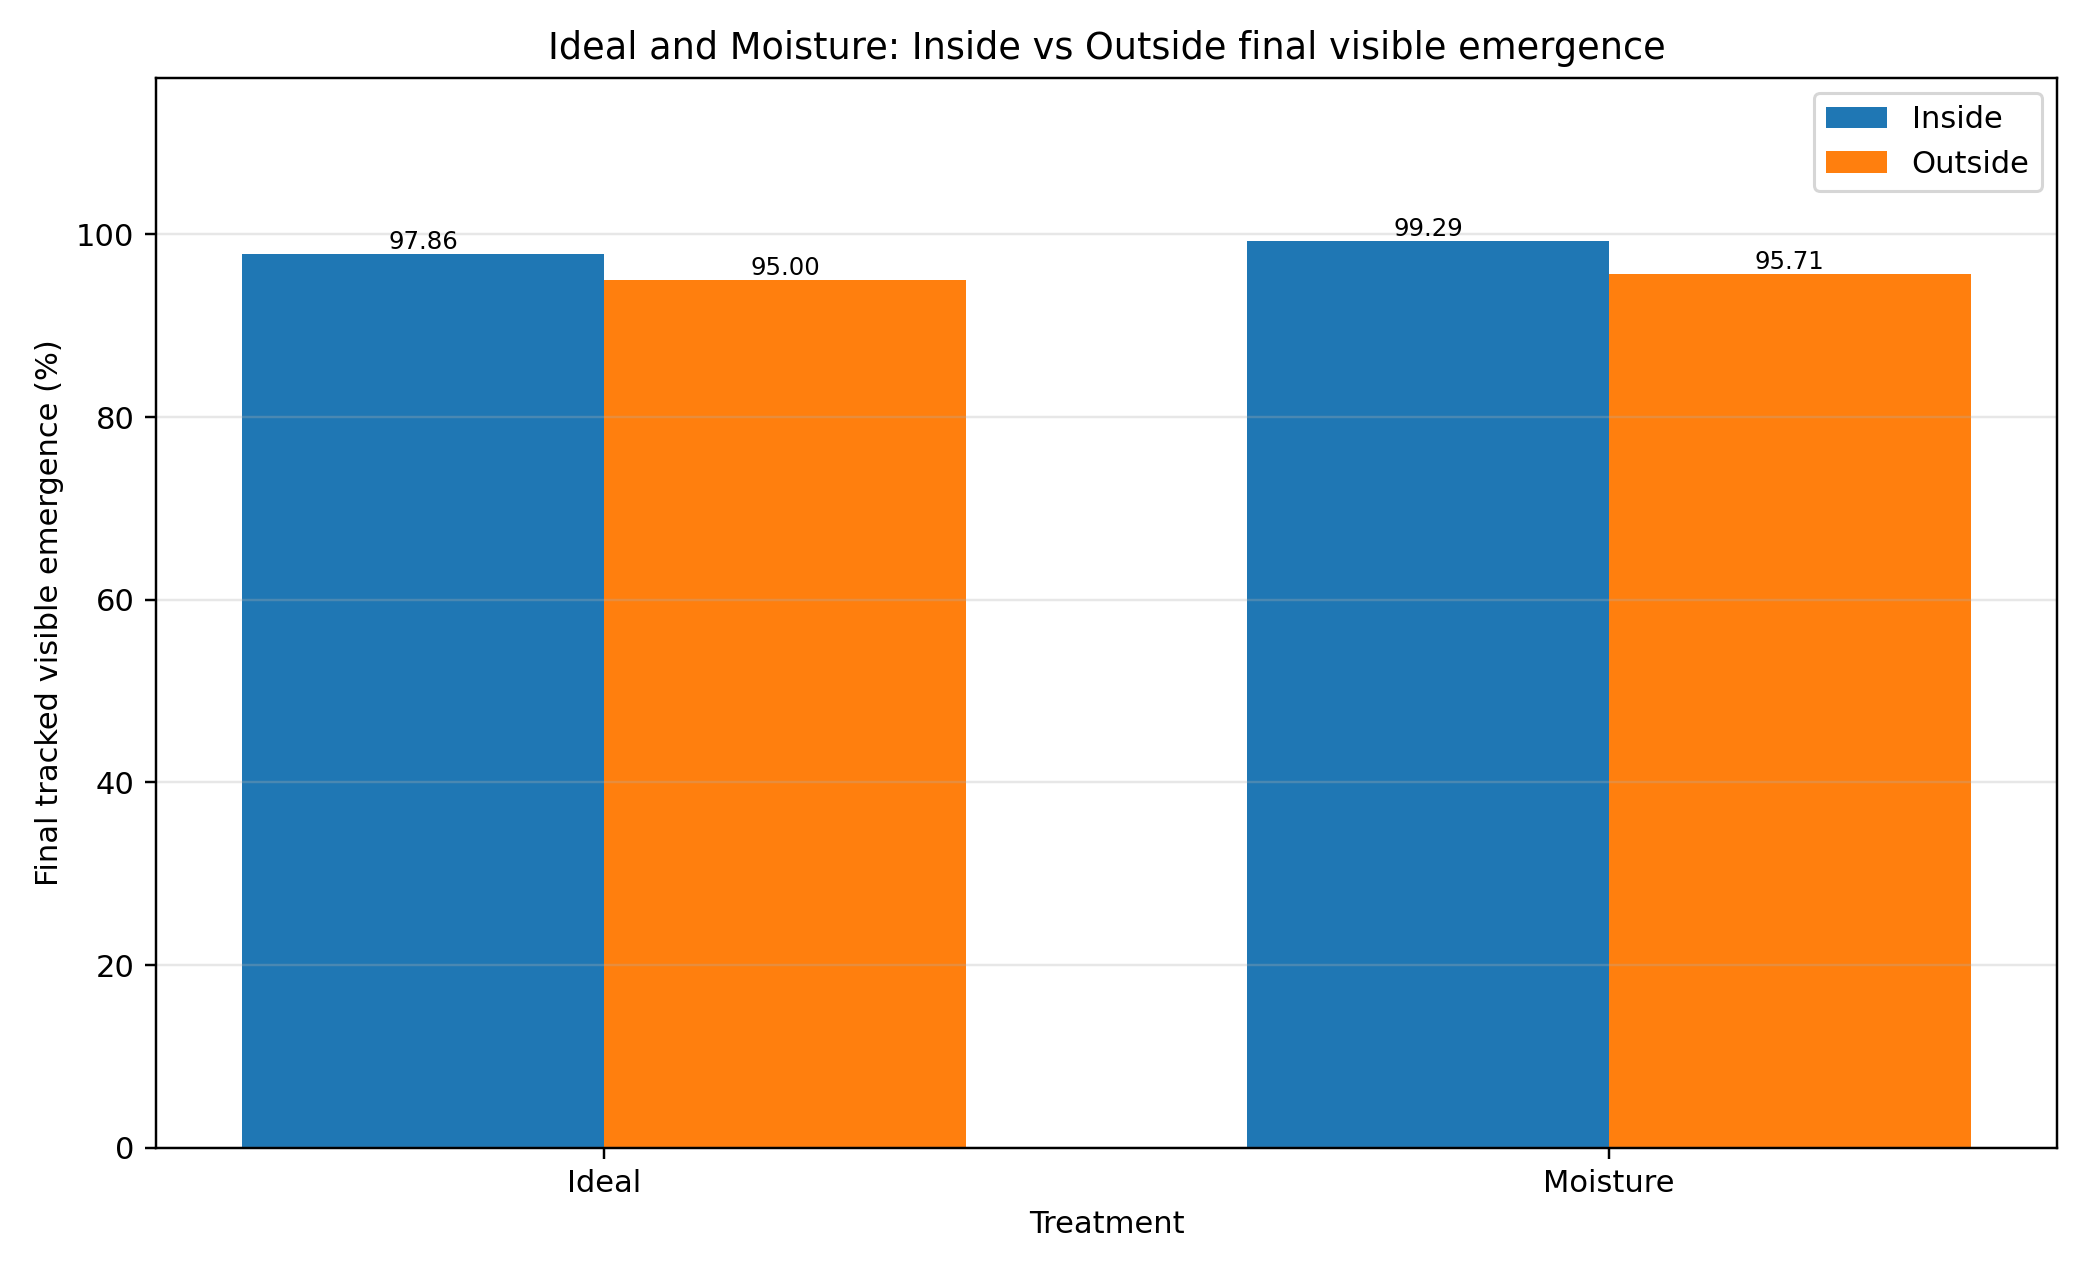 Ideal and Moisture: Inside vs Outside final visible emergence
Inside
Outside
Final tracked visible emergence (%)
100
80
60
40
20
0
97.86
95.00
99.29
95.71
Ideal
Moisture
Treatment